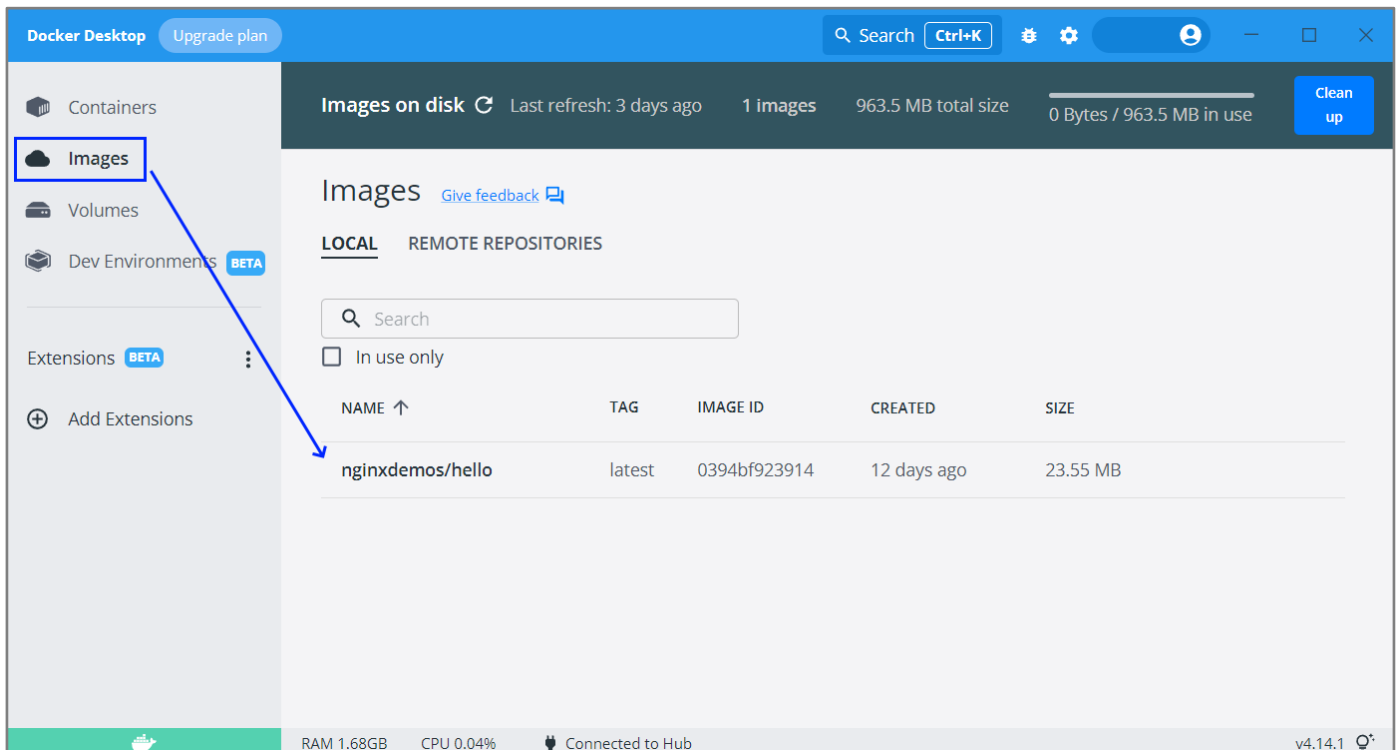 Docker Desktop Upgrade plan Search Ctrl+K
Containers
Images
Volumes
Dev Environments BETA
Extensions BETA
Add Extensions
Images on disk Last refresh: 3 days ago 1 images 963.5 MB total size 0 Bytes / 963.5 MB in use
Clean
up
Images Give feedback
LOCAL REMOTE REPOSITORIES
Search
In use only
NAME TAG IMAGE ID CREATED SIZE
nginxdemos/hello latest 0394bf923914 12 days ago 23.55 MB
RAM 1.68GB CPU 0.04% Connected to Hub v4.14.1